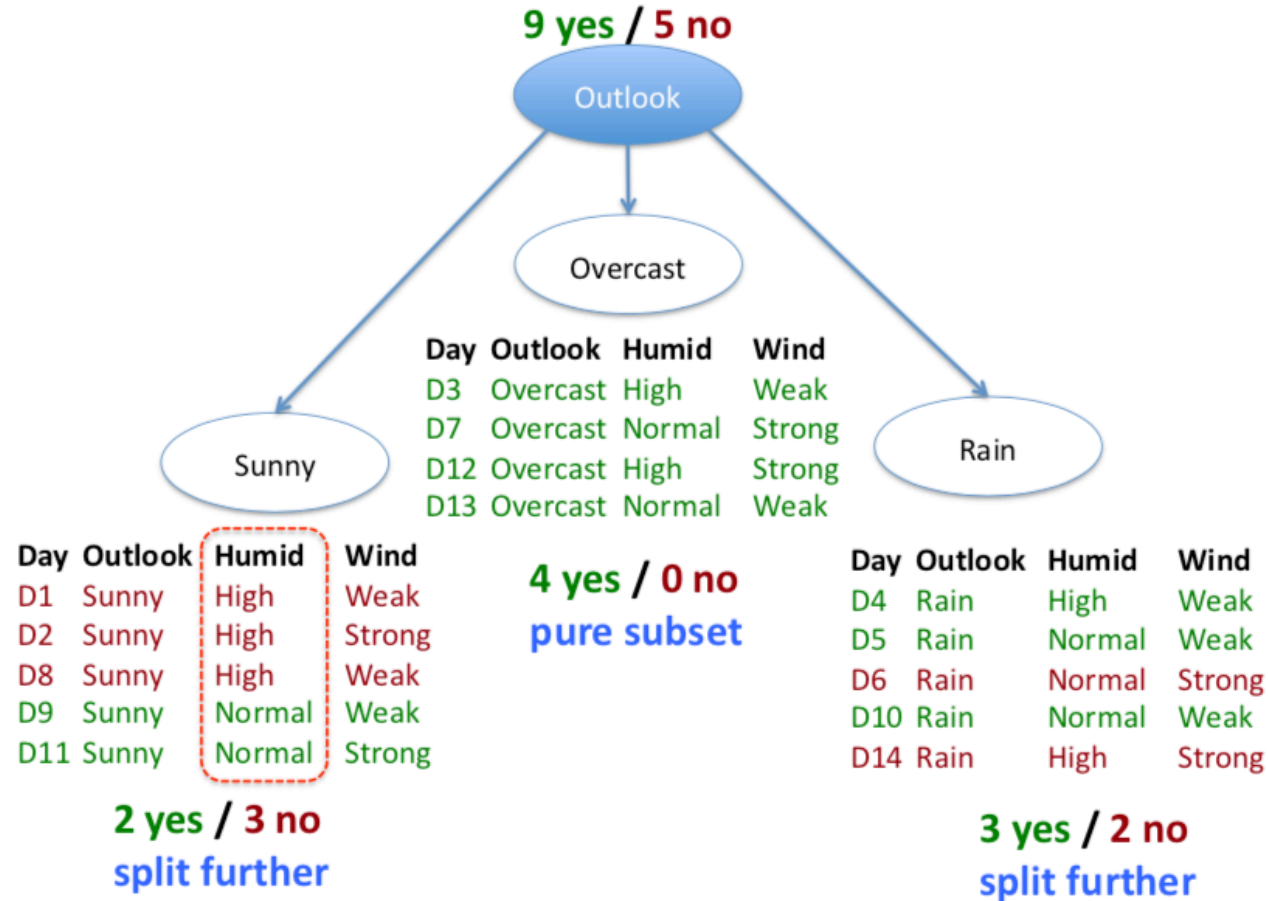 9 yes / 5 no
Outlook
Overcast
Day Outlook Humid Wind
D3 Overcast High Weak
D7 Overcast Normal Strong
D12 Overcast High Strong
D13 Overcast Normal Weak
4 yes / 0 no
pure subset
Sunny
Day Outlook Humid Wind
D1 Sunny High Weak
D2 Sunny High Strong
D8 Sunny High Weak
D9 Sunny Normal Weak
D11 Sunny Normal Strong
2 yes / 3 no
split further
Rain
Day Outlook Humid Wind
D4 Rain High Weak
D5 Rain Normal Weak
D6 Rain Normal Strong
D10 Rain Normal Weak
D14 Rain High Strong
3 yes / 2 no
split further